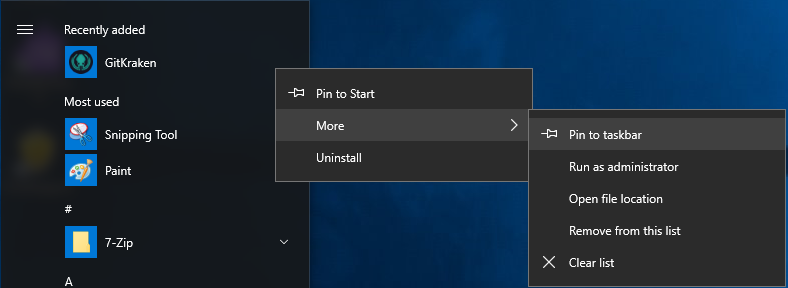 Recently added
GitKraken
Most used
Snipping Tool
Paint
#
7-Zip
A
Pin to Start
More
Uninstall
Pin to taskbar
Run as administrator
Open file location
Remove from this list
Clear list